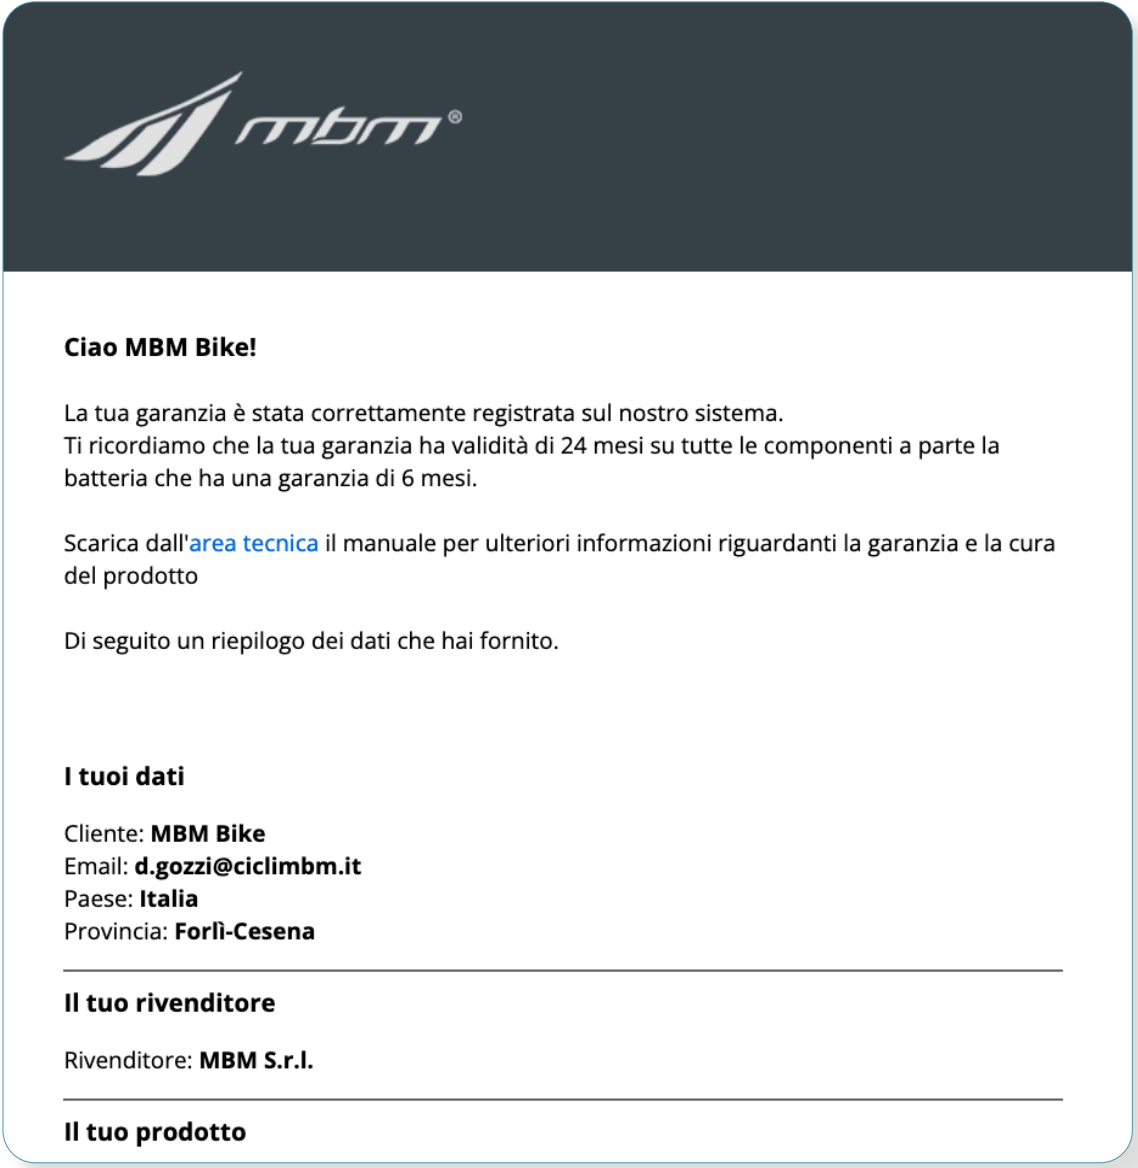 mbm®
Ciao MBM Bike!
La tua garanzia è stata correttamente registrata sul nostro sistema.
Ti ricordiamo che la tua garanzia ha validità di 24 mesi su tutte le componenti a parte la
batteria che ha una garanzia di 6 mesi.
Scarica dall'area tecnica il manuale per ulteriori informazioni riguardanti la garanzia e la cura
del prodotto
Di seguito un riepilogo dei dati che hai fornito.
I tuoi dati
Cliente: MBM Bike
Email: d.gozzi@ciclimbm.it
Paese: Italia
Provincia: Forlì-Cesena
Il tuo rivenditore
Rivenditore: MBM S.r.l.
Il tuo prodotto